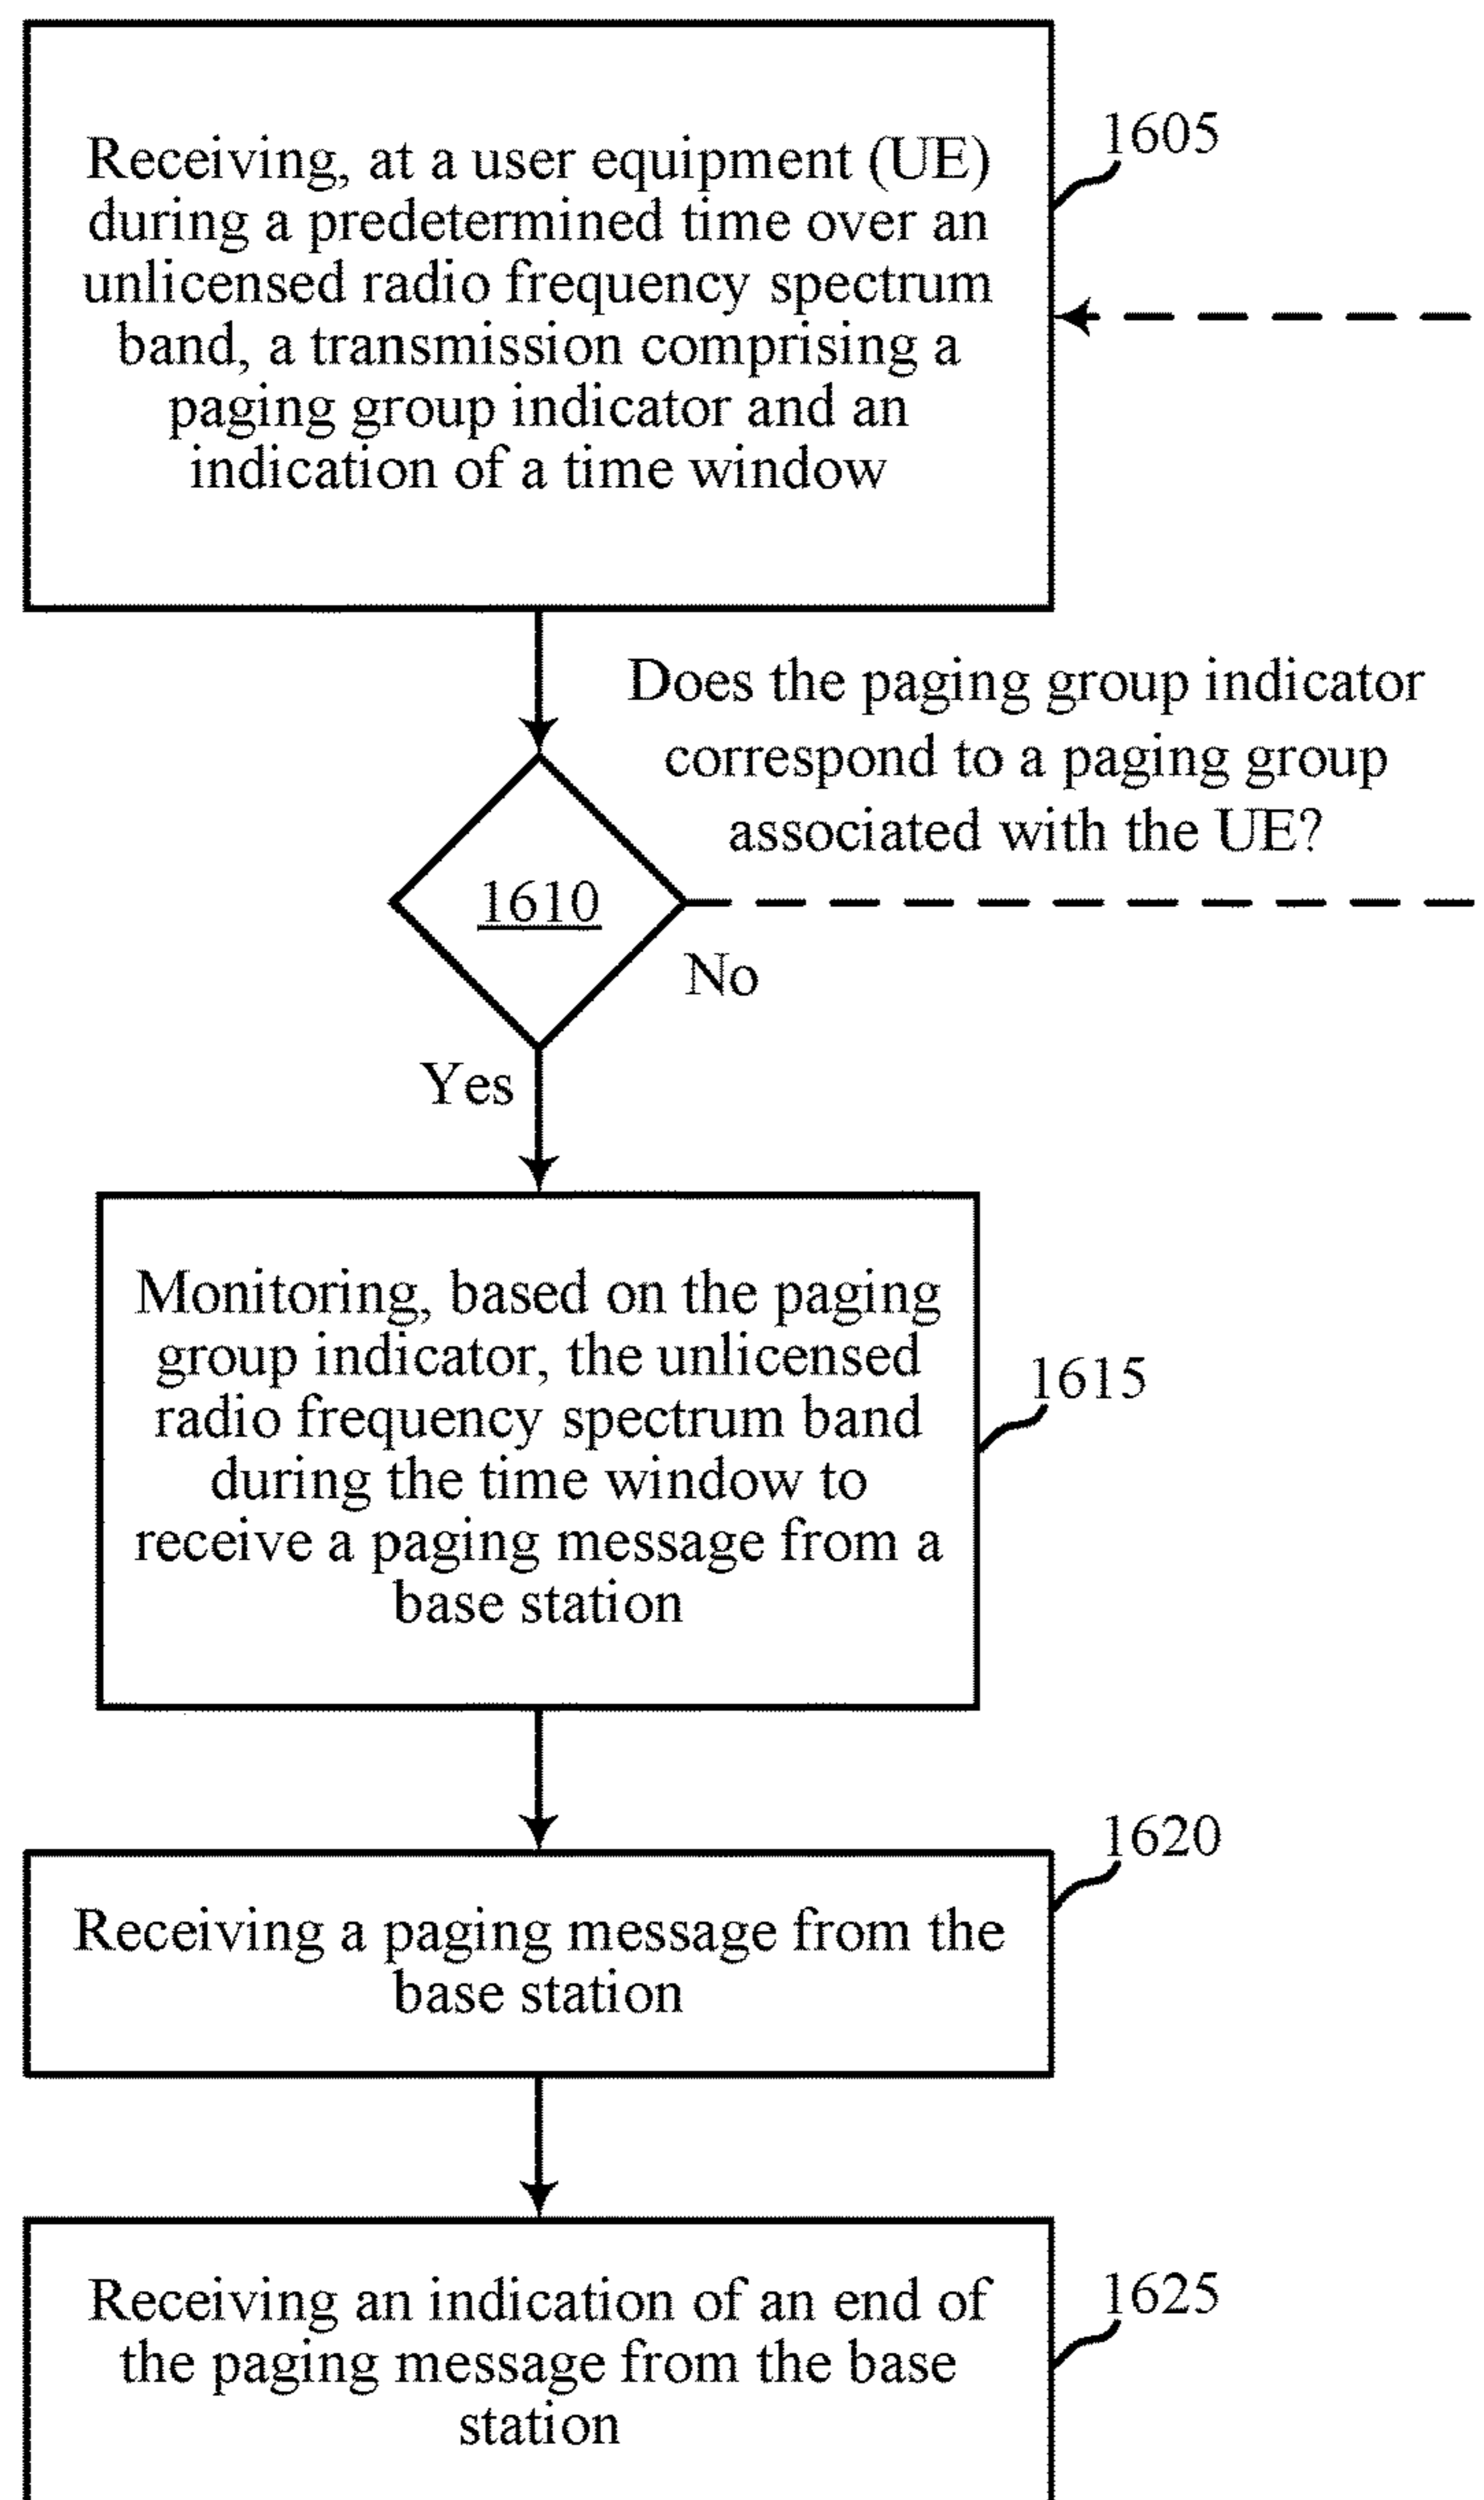 Receiving, at a user equipment (UE)
during a predetermined time over an
unlicensed radio frequency spectrum
band, a transmission comprising a
paging group indicator and an
indication of a time window
1605
Does the paging group indicator
correspond to a paging group
associated with the UE?
1610
No
Yes
Monitoring, based on the paging
group indicator, the unlicensed
radio frequency spectrum band
during the time window to
receive a paging message from a
base station
1615
1620
Receiving a paging message from the
base station
1625
Receiving an indication of an end of
the paging message from the base
station